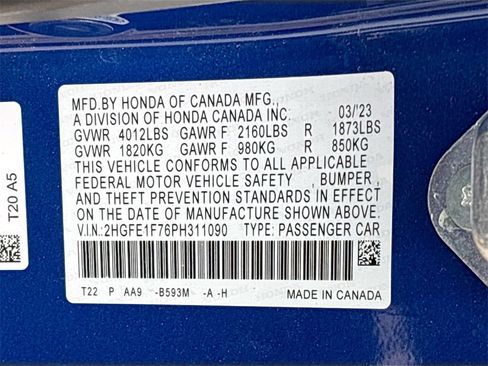 MFD.BY HONDA OF CANADA MFG.,
A DIVISION OF HONDA CANADA INC. 03/'23
GVWR 4012LBS GAWR F 2160LBS R 1873LBS
GVWR 1820KG GAWR F 980KG R 850KG
THIS VEHICLE CONFORMS TO ALL APPLICABLE
FEDERAL MOTOR VEHICLE SAFETY , BUMPER ,
AND THEFT PREVENTION STANDARDS IN EFFECT
ON THE DATE OF MANUFACTURE SHOWN ABOVE.
V.I.N:2HGFE1F76PH311090 TYPE: PASSENGER CAR
T22 P AA9 -B593M -A -H MADE IN CANADA
T20 A5